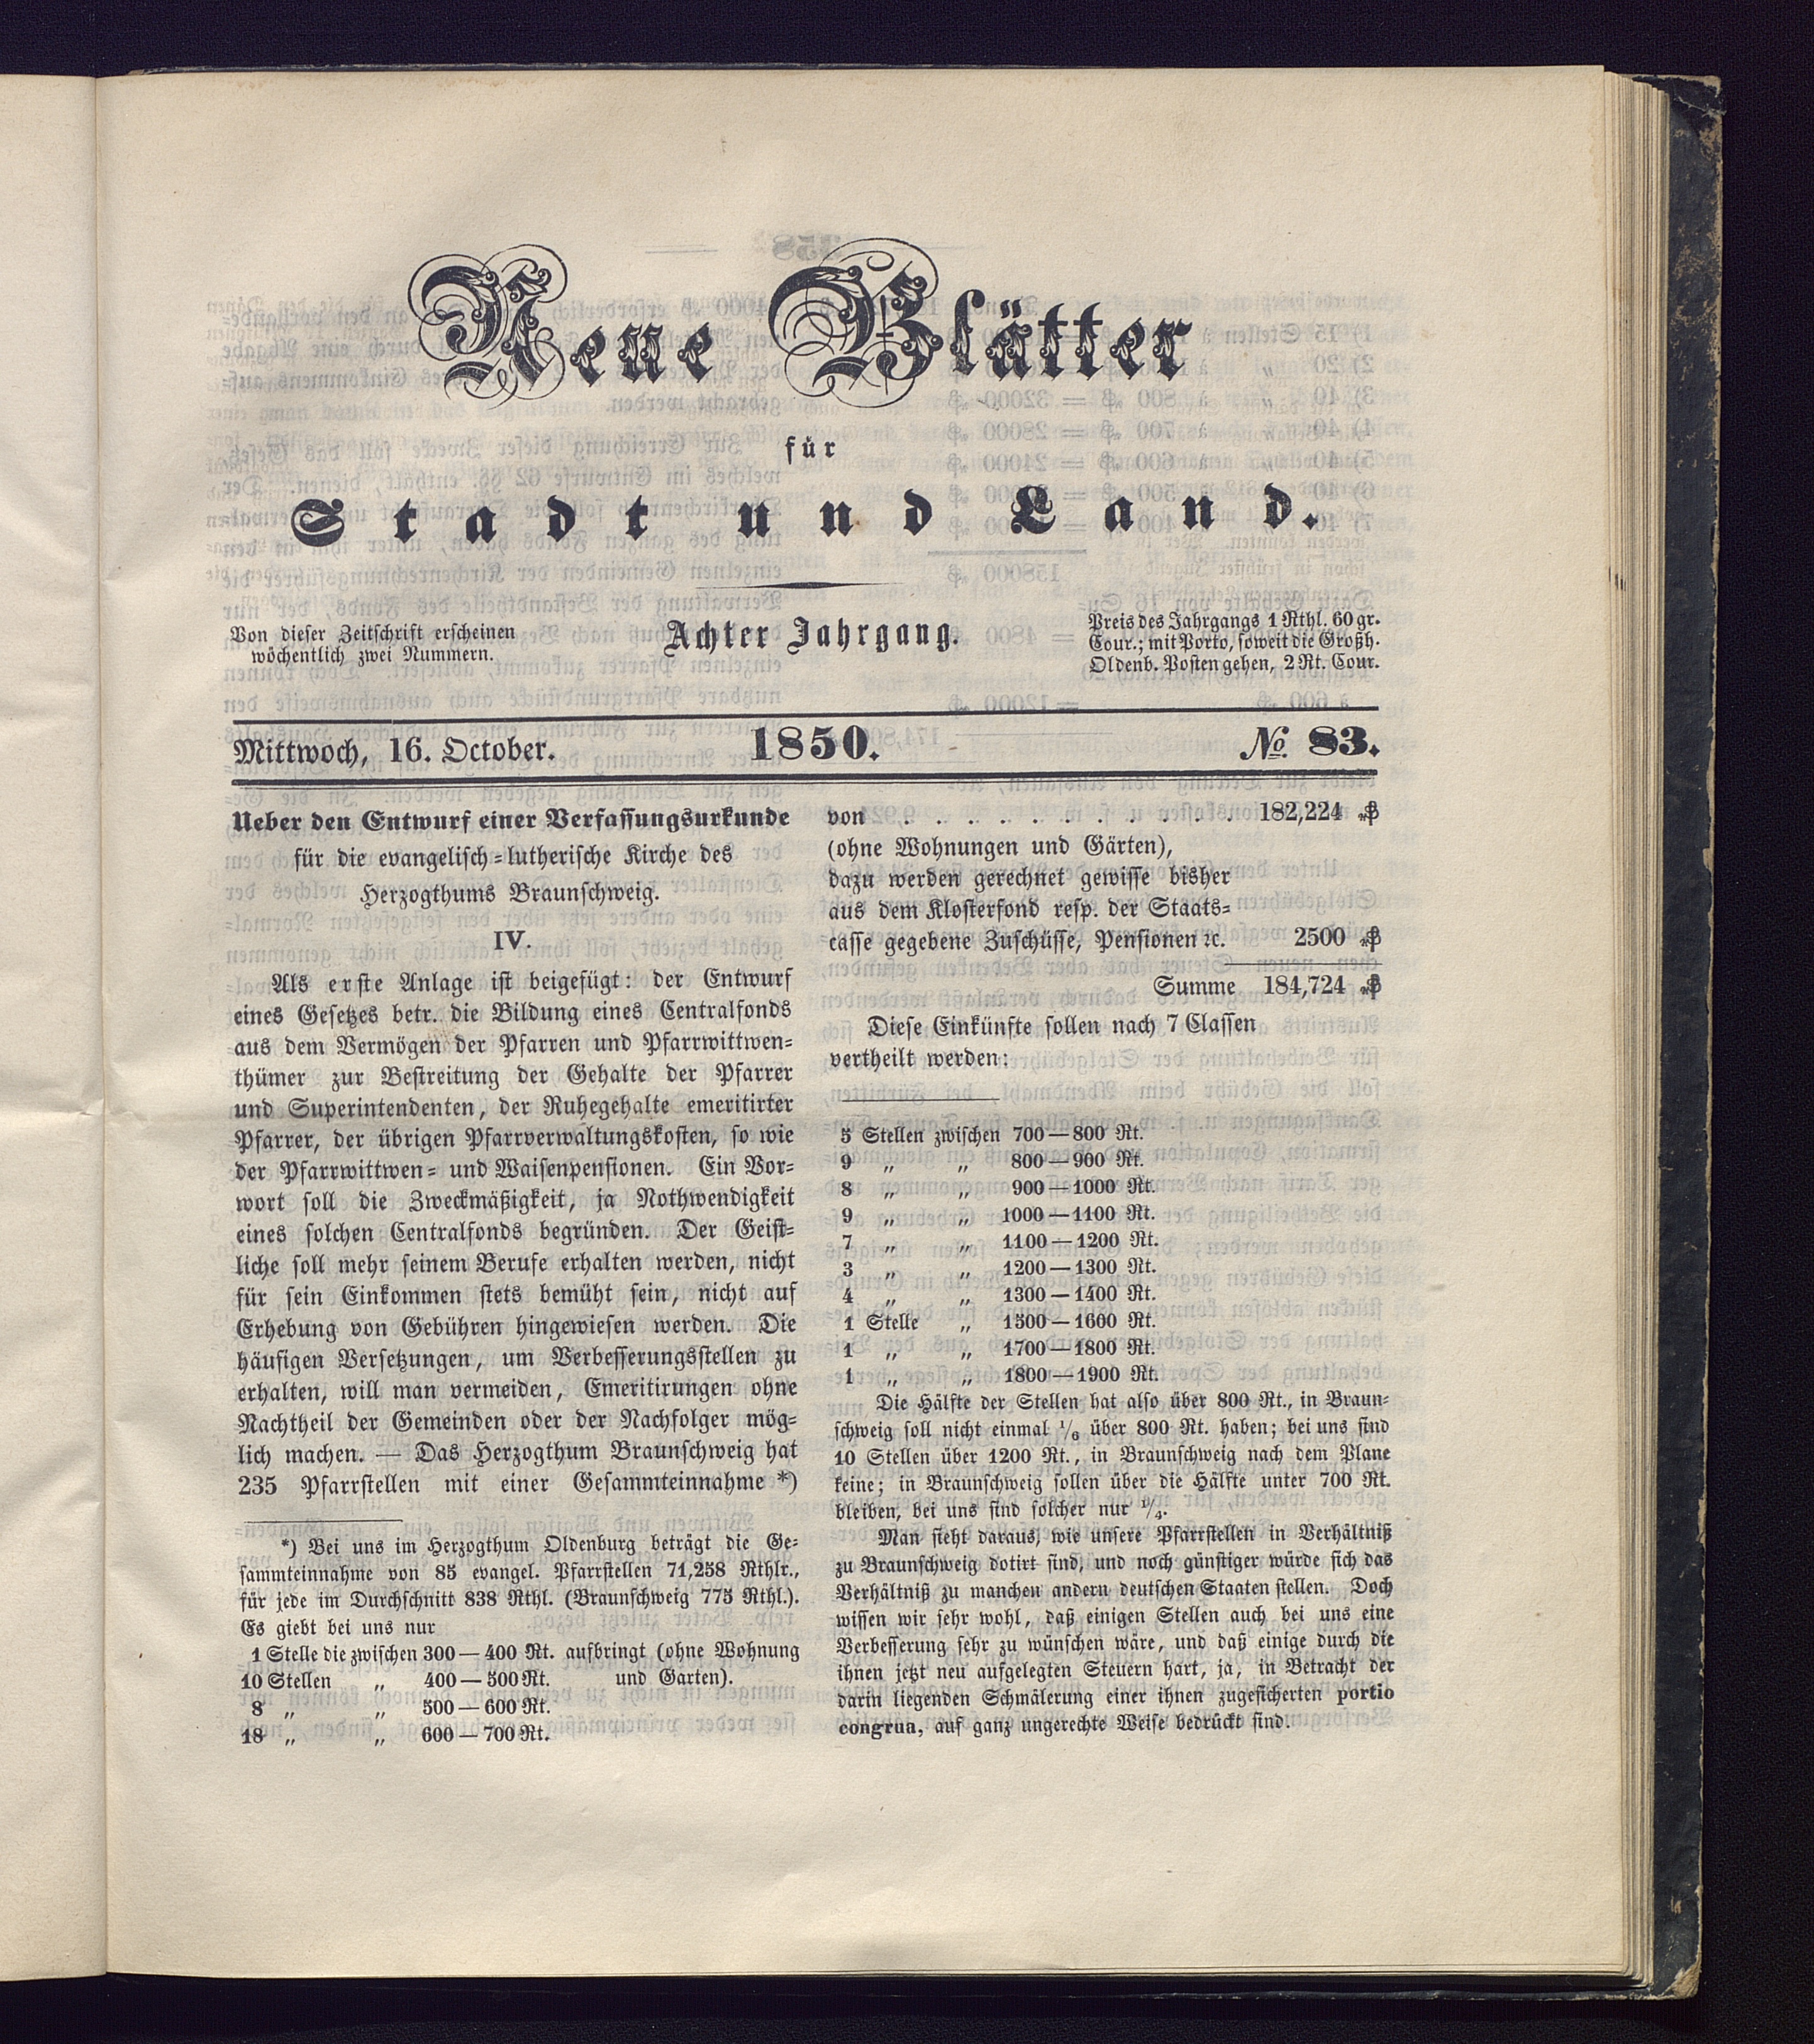 Neue Blätter
für
Stadt und Land.
Von dieser Zeitschrift erscheinen
wöchentlich zwei Nummern.
Achter Jahrgang.
Preis des Jahrgangs 1 Rthl. 60 gr.
Cour.; mit Porto, soweit die Großh.
Oldenb. Posten gehen, 2 Rt. Cour.
Mittwoch, 16. October. 1850. No. 83.
Ueber den Entwurf einer Verfassungsurkunde
für die evangelisch=lutherische Kirche des
Herzogthums Braunschweig.
IV.
Als erste Anlage ist beigefügt: der Entwurf
eines Gesetzes betr. die Bildung eines Centralfonds
aus dem Vermögen der Pfarren und Pfarrwittwen=
thümer zur Bestreitung der Gehalte der Pfarrer
und Superintendenten, der Ruhegehalte emeritirter
Pfarrer, der übrigen Pfarrverwaltungskosten, so wie
der Pfarrwittwen= und Waisenpensionen. Ein Vor=
wort soll die Zweckmäßigkeit, ja Nothwendigkeit
eines solchen Centralfonds begründen. Der Geist=
liche soll mehr seinem Berufe erhalten werden, nicht
für sein Einkommen stets bemüht sein, nicht auf
Erhebung von Gebühren hingewiesen werden. Die
häufigen Versetzungen, um Verbesserungsstellen zu
erhalten, will man vermeiden, Emeritirungen ohne
Nachtheil der Gemeinden oder der Nachfolger mög=
lich machen. — Das Herzogthum Braunschweig hat
235 Pfarrstellen mit einer Gesammteinnahme *)
*) Bei uns im Herzogthum Oldenburg beträgt die Ge=
sammteinnahme von 85 evangel. Pfarrstellen 71,258 Rthlr.,
für jede im Durchschnitt 838 Rthl. (Braunschweig 775 Rthl.).
Es giebt bei uns nur
1 Stelle die zwischen 300—400 Rt. aufbringt (ohne Wohnung
10 Stellen „ 400—500 Rt. und Garten).
8 „ „ 500—600 Rt.
18 „ „ 600—700 Rt.
von . . . . . . . . . . . . 182,224 ₰
(ohne Wohnungen und Gärten),
dazu werden gerechnet gewisse bisher
aus dem Klosterfond resp. der Staats=
casse gegebene Zuschüsse, Pensionen ꝛc. 2500 ₰
Summe 184,724 ₰
Diese Einkünfte sollen nach 7 Classen
vertheilt werden:
5 Stellen zwischen 700—800 Rt.
9 „ „ 800—900 Rt.
8 „ „ 900—1000 Rt.
9 „ „ 1000—1100 Rt.
7 „ „ 1100—1200 Rt.
3 „ „ 1200—1300 Rt.
4 „ „ 1300—1400 Rt.
1 Stelle „ 1500—1600 Rt.
1 „ „ 1700—1800 Rt.
1 „ „ 1800—1900 Rt.
Die Hälfte der Stellen hat also über 800 Rt., in Braun=
schweig soll nicht einmal 1/6 über 800 Rt. haben; bei uns sind
10 Stellen über 1200 Rt., in Braunschweig nach dem Plane
keine; in Braunschweig sollen über die Hälfte unter 700 Rt.
bleiben, bei uns sind solcher nur 1/4.
Man sieht daraus, wie unsere Pfarrstellen in Verhältniß
zu Braunschweig dotirt sind, und noch günstiger würde sich das
Verhältniß zu manchen andern deutschen Staaten stellen. Doch
wissen wir sehr wohl, daß einigen Stellen auch bei uns eine
Verbesserung sehr zu wünschen wäre, und daß einige durch die
ihnen jetzt neu aufgelegten Steuern hart, ja, in Betracht der
darin liegenden Schmälerung einer ihnen zugesicherten portio
congrua, auf ganz ungerechte Weise bedrückt sind.